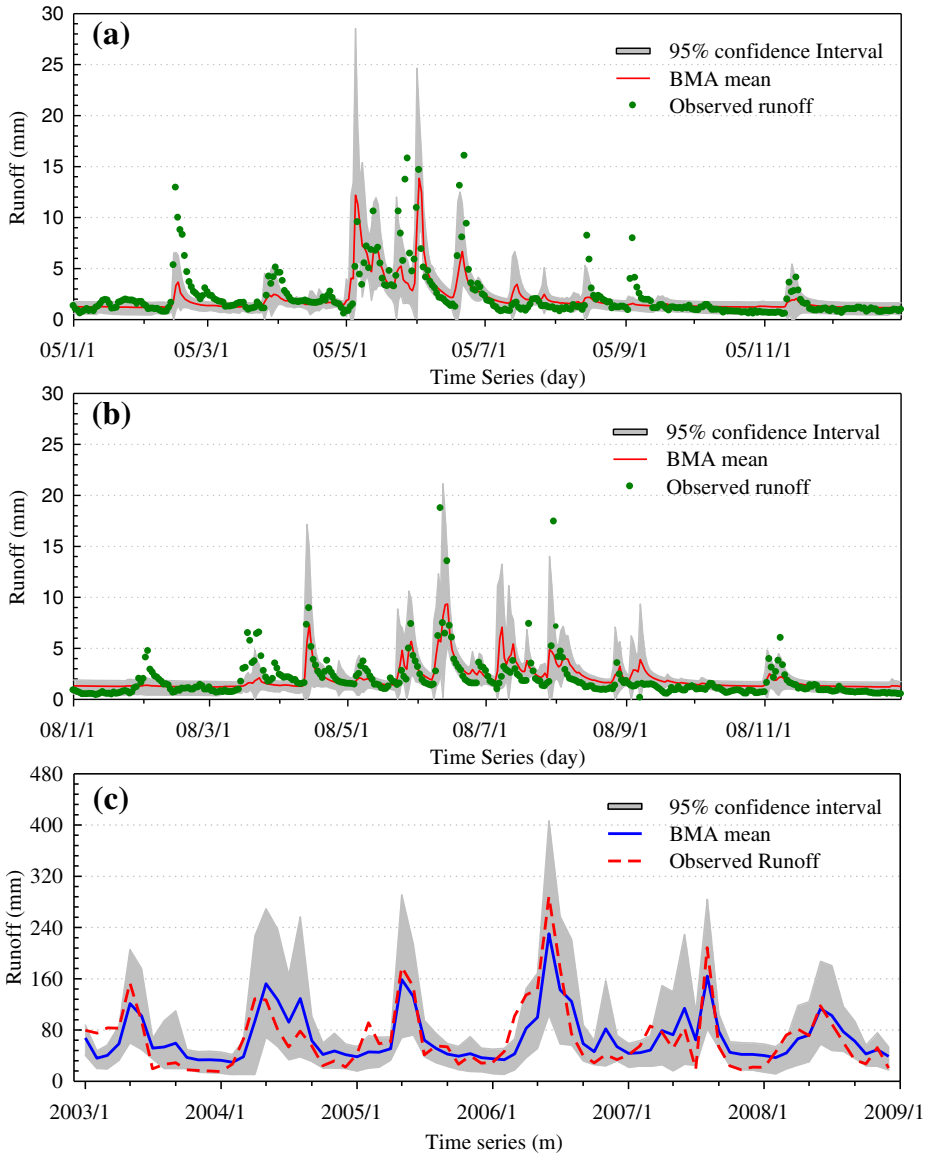 (a)
95% confidence Interval
BMA mean
Observed runoff
Runoff (mm)
30
25
20
15
10
5
0
05/1/1
05/3/1
05/5/1
05/7/1
05/9/1
05/11/1
Time Series (day)
(b)
95% confidence Interval
BMA mean
Observed runoff
Runoff (mm)
30
25
20
15
10
5
0
08/1/1
08/3/1
08/5/1
08/7/1
08/9/1
08/11/1
Time Series (day)
(c)
95% confidence interval
BMA mean
Observed Runoff
Runoff (mm)
480
400
320
240
160
80
0
2003/1
2004/1
2005/1
2006/1
2007/1
2008/1
2009/1
Time series (m)